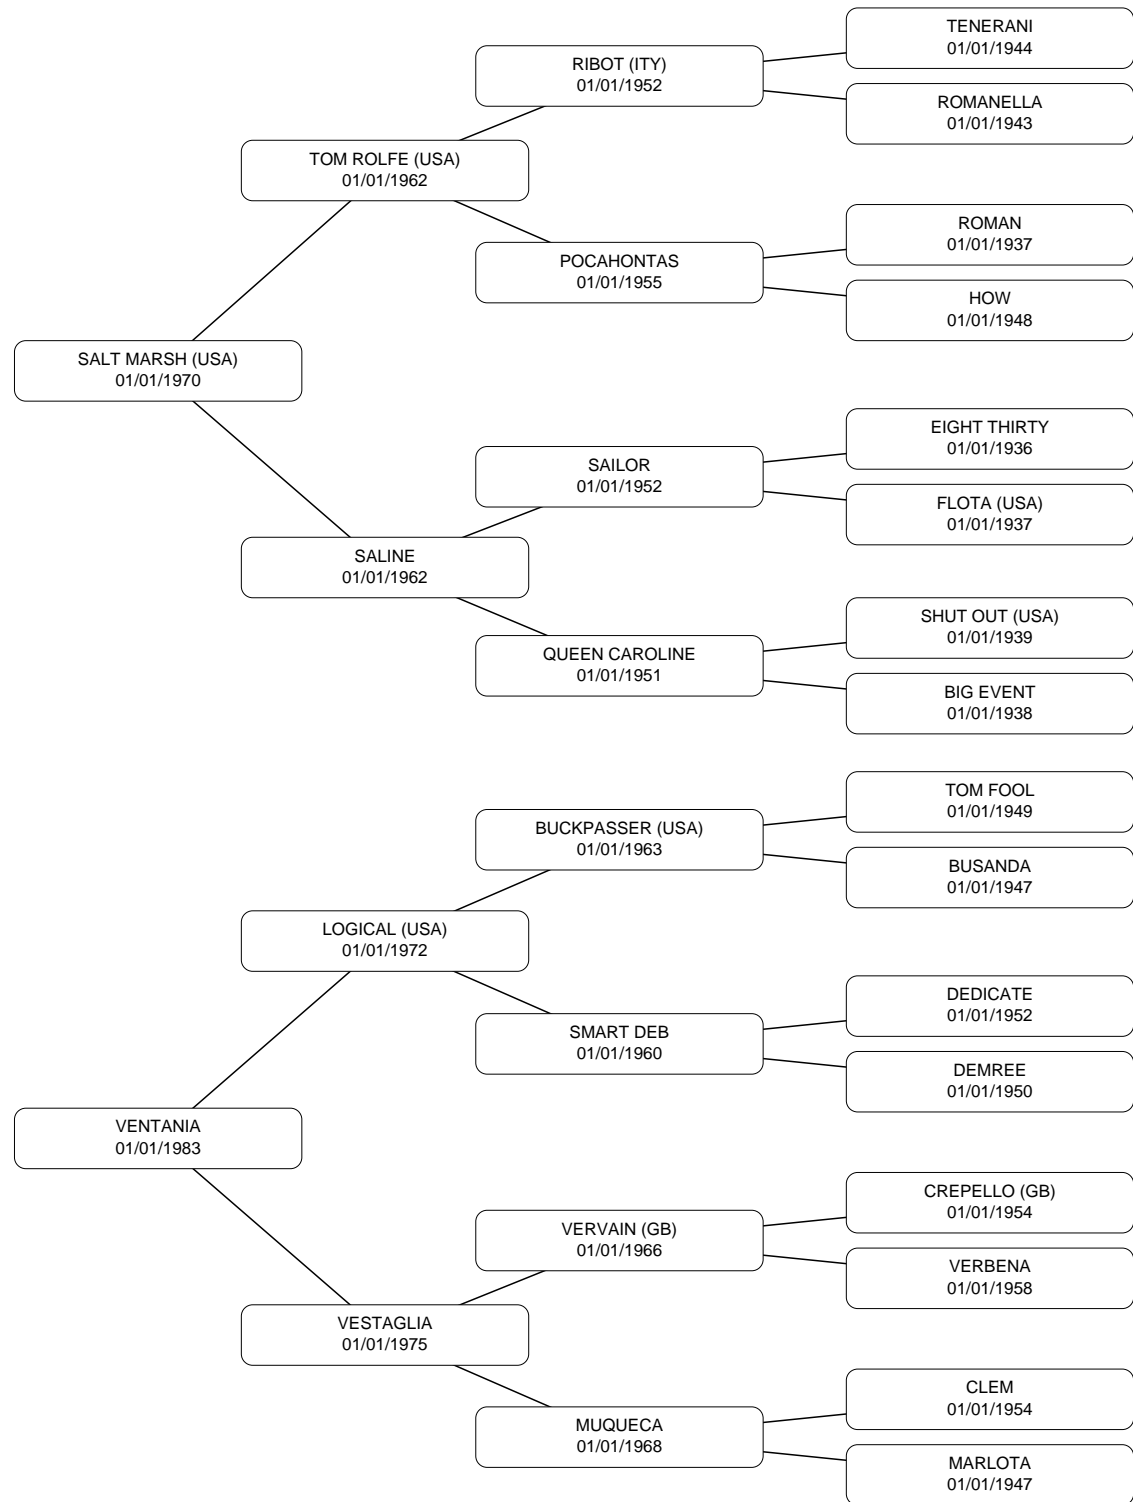 TENERANI
01/01/1944
RIBOT (ITY)
01/01/1952
ROMANELLA
01/01/1943
TOM ROLFE (USA)
01/01/1962
ROMAN
01/01/1937
POCAHONTAS
01/01/1955
HOW
01/01/1948
SALT MARSH (USA)
01/01/1970
EIGHT THIRTY
01/01/1936
SAILOR
01/01/1952
FLOTA (USA)
01/01/1937
SALINE
01/01/1962
SHUT OUT (USA)
01/01/1939
QUEEN CAROLINE
01/01/1951
BIG EVENT
01/01/1938
TOM FOOL
01/01/1949
BUCKPASSER (USA)
01/01/1963
BUSANDA
01/01/1947
LOGICAL (USA)
01/01/1972
DEDICATE
01/01/1952
SMART DEB
01/01/1960
DEMREE
01/01/1950
VENTANIA
01/01/1983
CREPELLO (GB)
01/01/1954
VERVAIN (GB)
01/01/1966
VERBENA
01/01/1958
VESTAGLIA
01/01/1975
CLEM
01/01/1954
MUQUECA
01/01/1968
MARLOTA
01/01/1947